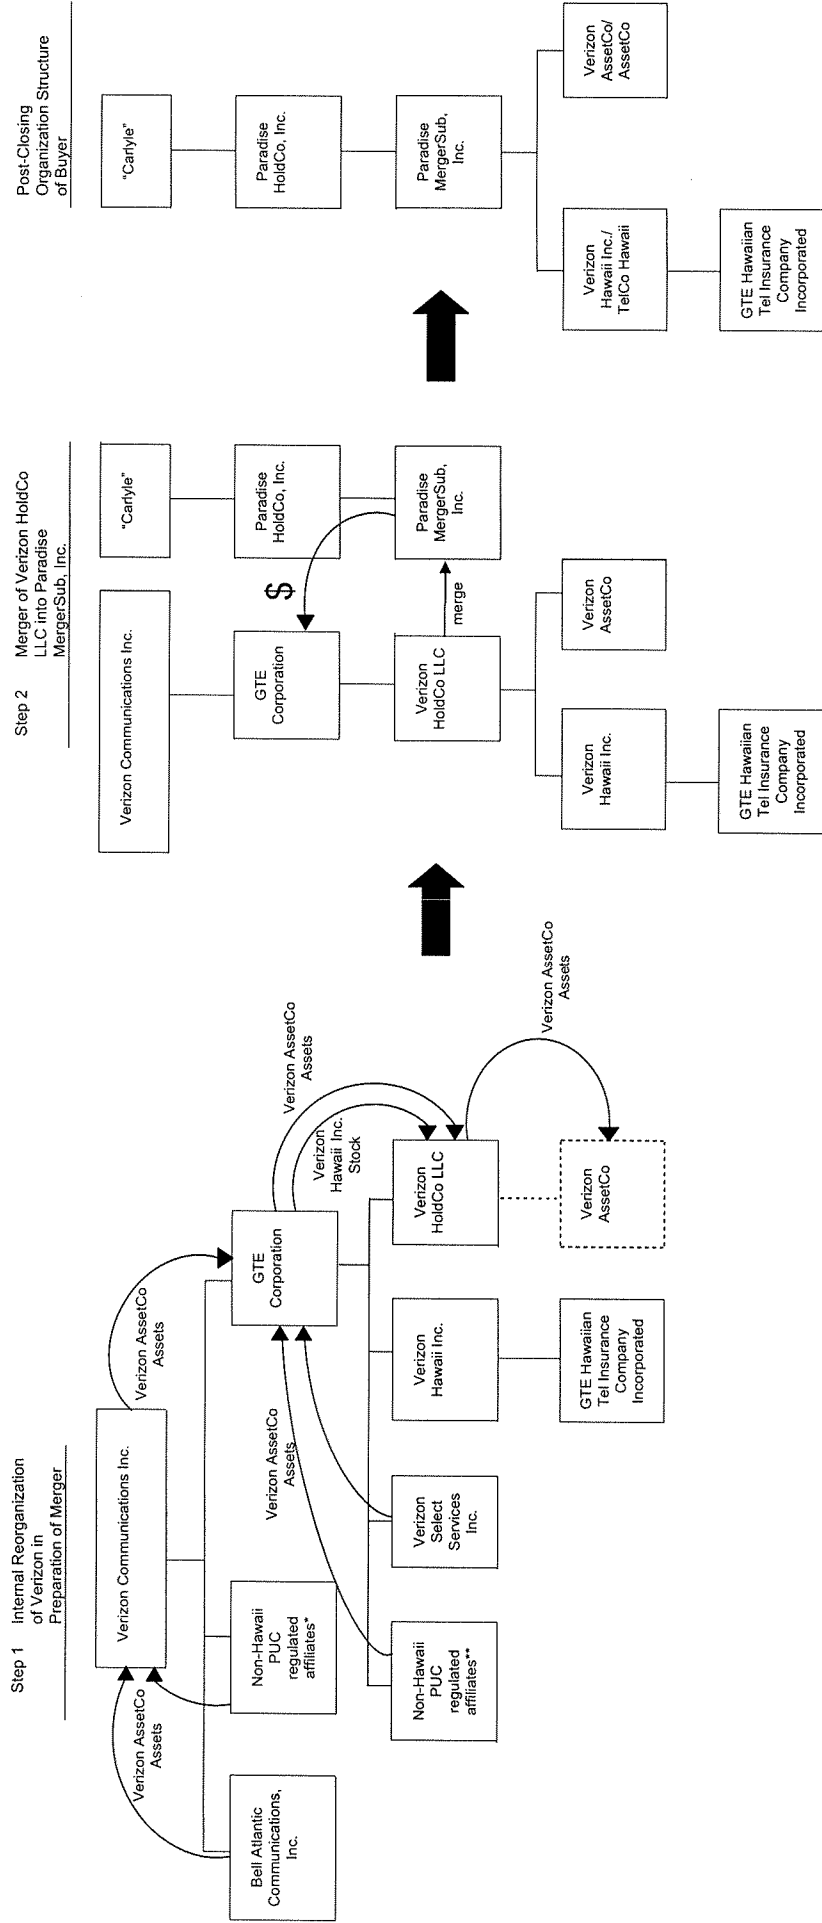 Step 1 Internal Reorganization
of Verizon in
Preparation of Merger
Verizon Communications Inc.
Verizon AssetCo
Assets
Verizon AssetCo
Assets
Bell Atlantic
Communications,
Inc.
Non-Hawaii
PUC
regulated
affiliates*
GTE
Corporation
Verizon AssetCo
Assets
Verizon AssetCo
Assets
Verizon
Hawaii Inc.
Stock
Non-Hawaii
PUC
regulated
affiliates**
Verizon
Select
Services
Inc.
Verizon
Hawaii Inc.
Verizon
HoldCo LLC
Verizon AssetCo
Assets
GTE Hawaiian
Tel Insurance
Company
Incorporated
Verizon
AssetCo
Step 2 Merger of Verizon HoldCo
LLC into Paradise
MergerSub, Inc.
Verizon Communications Inc.
"Carlyle"
GTE
Corporation
$
Paradise
HoldCo, Inc.
Verizon
HoldCo LLC
merge
Paradise
MergerSub,
Inc.
Verizon
Hawaii Inc.
Verizon
AssetCo
GTE Hawaiian
Tel Insurance
Company
Incorporated
Post-Closing
Organization Structure
of Buyer
"Carlyle"
Paradise
HoldCo, Inc.
Paradise
MergerSub,
Inc.
Verizon
Hawaii Inc./
TelCo Hawaii
Verizon
AssetCo/
AssetCo
GTE Hawaiian
Tel Insurance
Company
Incorporated